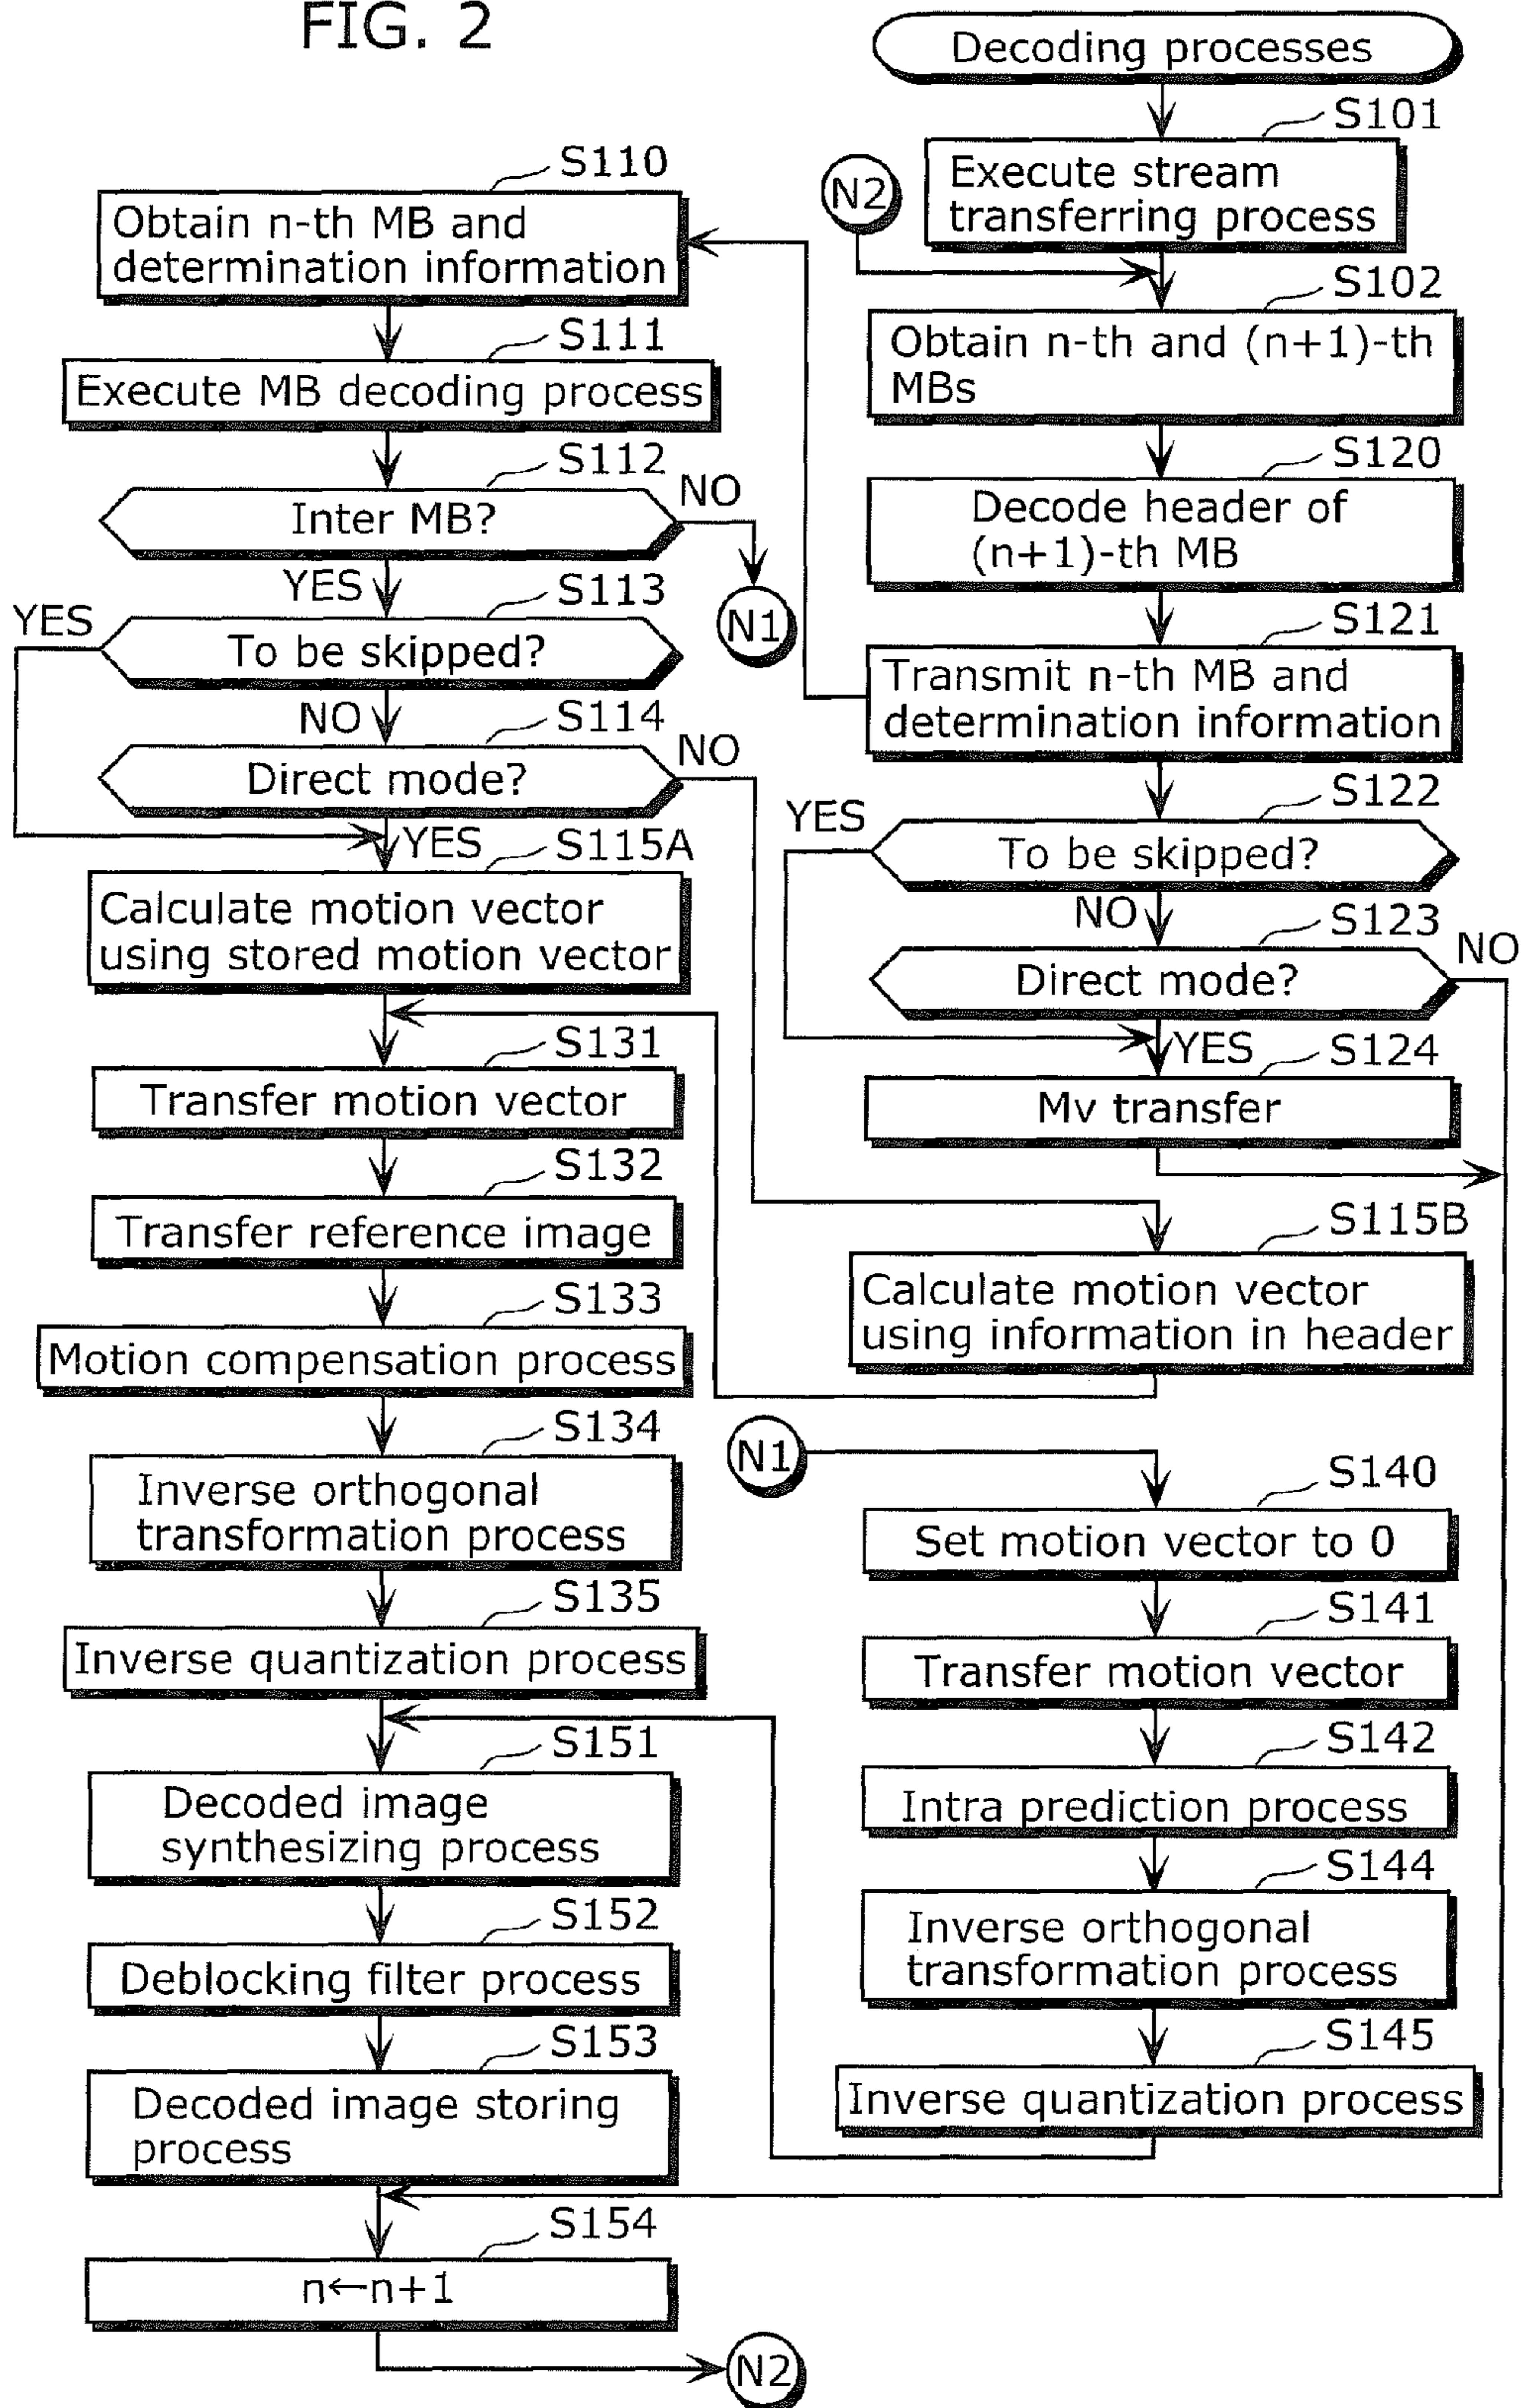 FIG. 2
Decoding processes
S101
Execute stream
transferring process
N2
S102
Obtain n-th and (n+1)-th
MBs
S120
Decode header of
(n+1)-th MB
S121
Transmit n-th MB and
determination information
S122
To be skipped?
YES
NO
S123
Direct mode?
NO
YES
S124
Mv transfer
S110
Obtain n-th MB and
determination information
S111
Execute MB decoding process
S112
Inter MB?
NO
N1
YES
S113
YES
To be skipped?
NO
S114
Direct mode?
NO
YES
S115A
Calculate motion vector
using stored motion vector
S115B
Calculate motion vector
using information in header
S131
Transfer motion vector
S132
Transfer reference image
S133
Motion compensation process
S134
Inverse orthogonal
transformation process
S135
Inverse quantization process
N1
S140
Set motion vector to 0
S141
Transfer motion vector
S142
Intra prediction process
S144
Inverse orthogonal
transformation process
S145
Inverse quantization process
S151
Decoded image
synthesizing process
S152
Deblocking filter process
S153
Decoded image storing
process
S154
n←n+1
N2